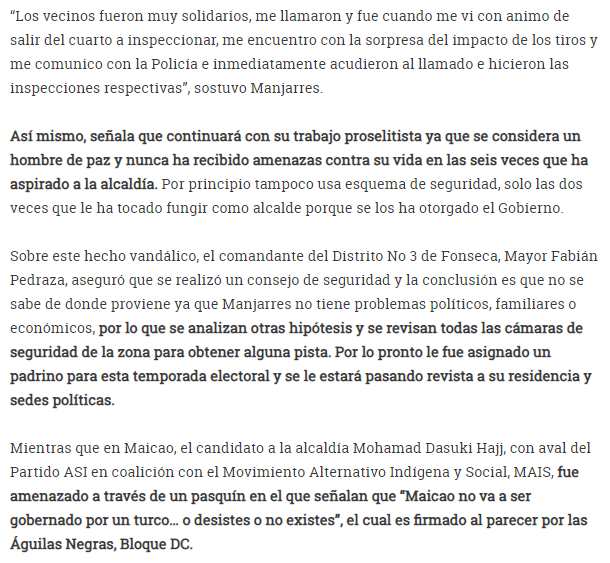 “Los vecinos fueron muy solidarios, me llamaron y fue cuando me vi con animo de
salir del cuarto a inspeccionar, me encuentro con la sorpresa del impacto de los tiros y
me comunico con la Policía e inmediatamente acudieron al llamado e hicieron las
inspecciones respectivas”, sostuvo Manjarres.
Así mismo, señala que continuará con su trabajo proselitista ya que se considera un
hombre de paz y nunca ha recibido amenazas contra su vida en las seis veces que ha
aspirado a la alcaldía. Por principio tampoco usa esquema de seguridad, solo las dos
veces que le ha tocado fungir como alcalde porque se los ha otorgado el Gobierno.
Sobre este hecho vandálico, el comandante del Distrito No 3 de Fonseca, Mayor Fabián
Pedraza, aseguró que se realizó un consejo de seguridad y la conclusión es que no se
sabe de donde proviene ya que Manjarres no tiene problemas políticos, familiares o
económicos, por lo que se analizan otras hipótesis y se revisan todas las cámaras de
seguridad de la zona para obtener alguna pista. Por lo pronto le fue asignado un
padrino para esta temporada electoral y se le estará pasando revista a su residencia y
sedes políticas.
Mientras que en Maicao, el candidato a la alcaldía Mohamad Dasuki Hajj, con aval del
Partido ASI en coalición con el Movimiento Alternativo Indígena y Social, MAIS, fue
amenazado a través de un pasquín en el que señalan que “Maicao no va a ser
gobernado por un turco… o desistes o no existes”, el cual es firmado al parecer por las
Águilas Negras, Bloque DC.